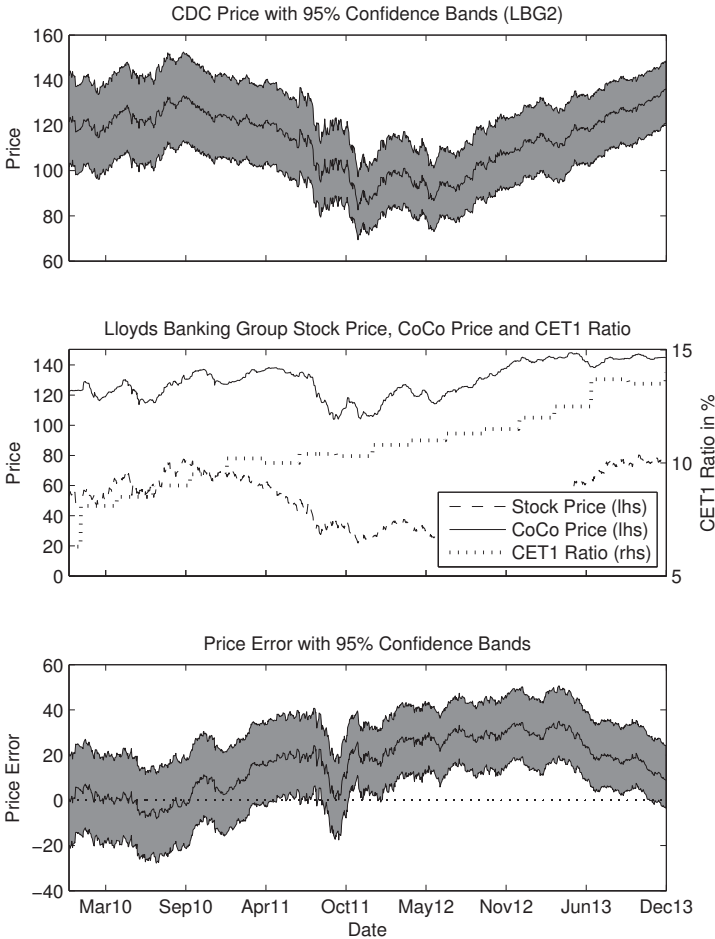 CDC Price with 95% Confidence Bands (LBG2)
160
140
120
100
80
60
Price
Lloyds Banking Group Stock Price, CoCo Price and CET1 Ratio
140
120
100
80
60
40
20
0
Price
15
10
5
CET1 Ratio in %
Stock Price (lhs)
CoCo Price (lhs)
CET1 Ratio (rhs)
Price Error with 95% Confidence Bands
60
40
20
0
−20
−40
Price Error
Mar10 Sep10 Apr11 Oct11 May12 Nov12 Jun13 Dec13
Date